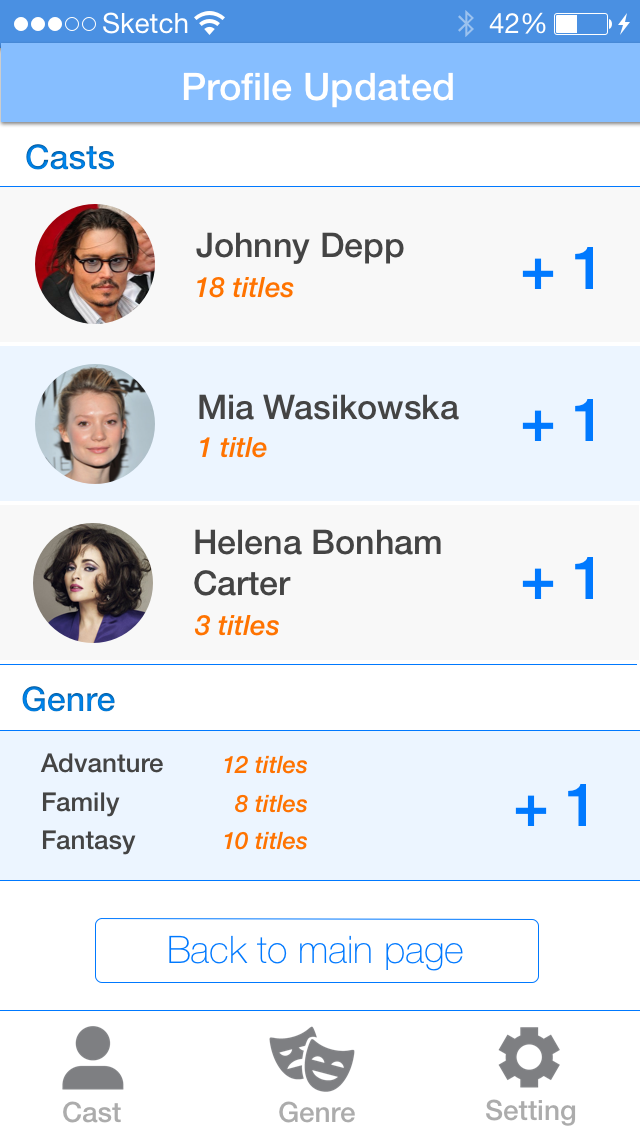 Sketch 42%
Profile Updated
Casts
Johnny Depp
18 titles
+ 1
Mia Wasikowska
1 title
+ 1
Helena Bonham
Carter
3 titles
+ 1
Genre
Advanture 12 titles
Family 8 titles
Fantasy 10 titles
+ 1
Back to main page
Cast Genre Setting